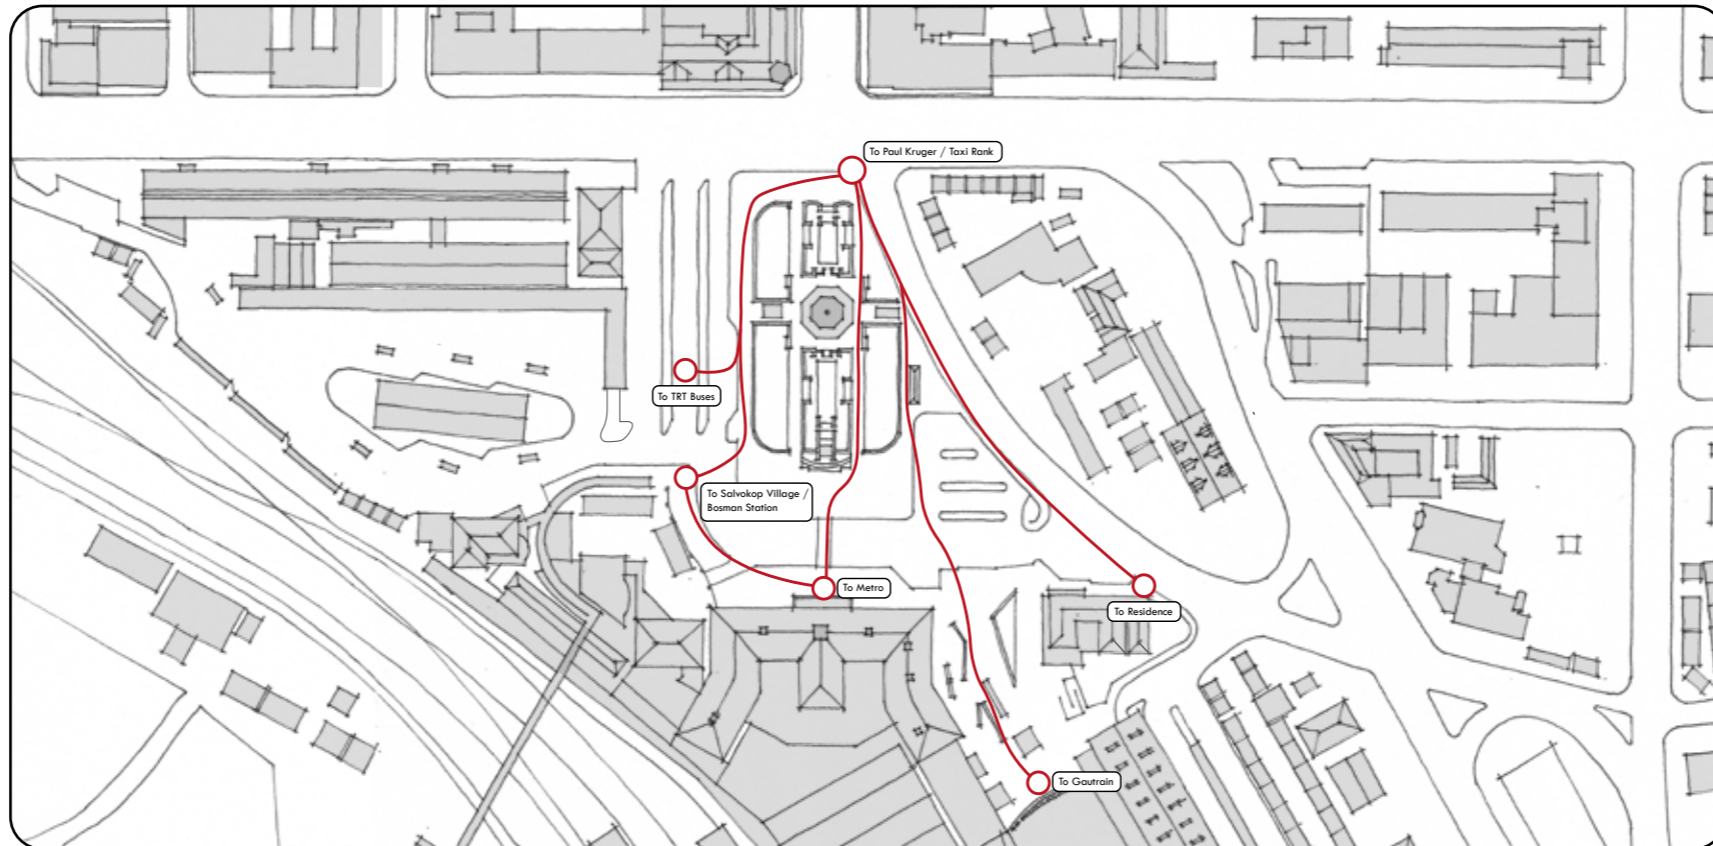 To Paul Kruger / Taxi Rank
To TRT Buses
To Salvokop Village /
Bosman Station
To Metro
To Residence
To Gautrain